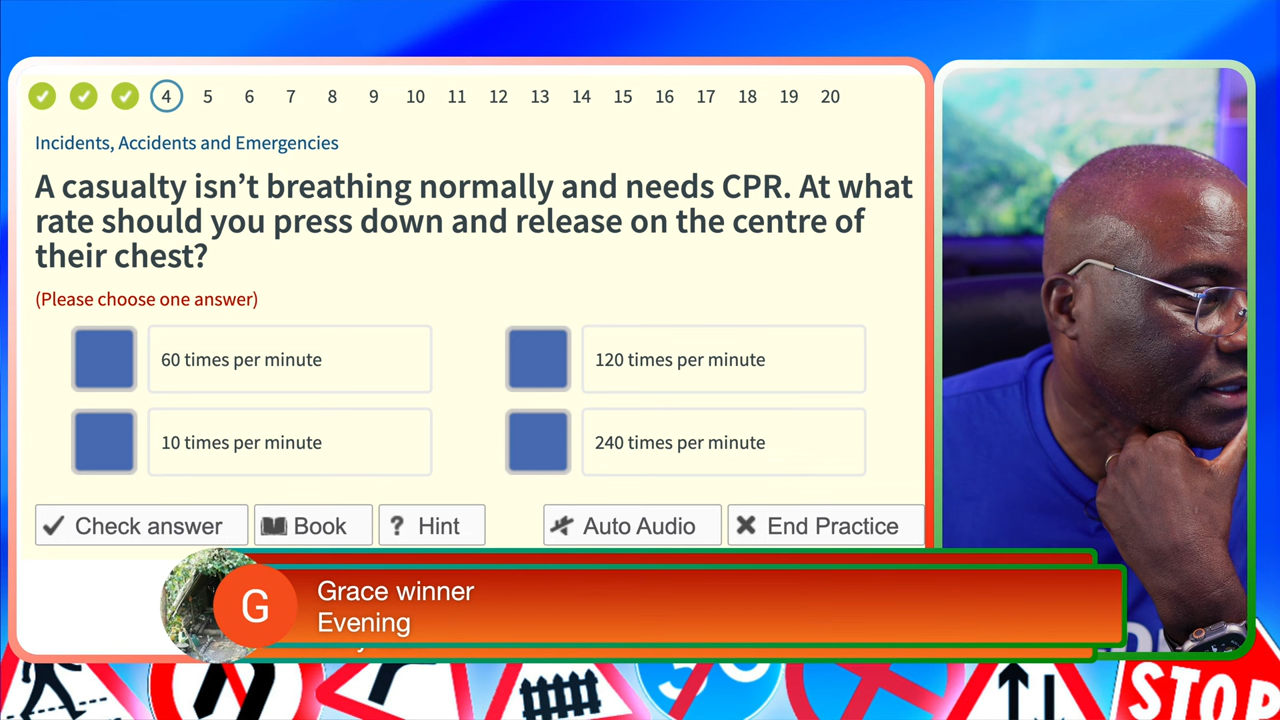 4 5 6 7 8 9 10 11 12 13 14 15 16 17 18 19 20
Incidents, Accidents and Emergencies
A casualty isn’t breathing normally and needs CPR. At what
rate should you press down and release on the centre of
their chest?
(Please choose one answer)
60 times per minute
120 times per minute
10 times per minute
240 times per minute
Check answer
Book
? Hint
Auto Audio
End Practice
G
Grace winner
Evening
STOP